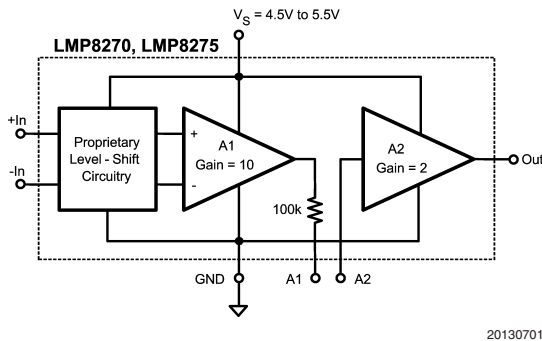 V_S = 4.5V to 5.5V
LMP8270, LMP8275
+In
-In
Proprietary
Level - Shift
Circuitry
+
-
A1
Gain = 10
A2
Gain = 2
Out
100k
GND
A1
A2
20130701